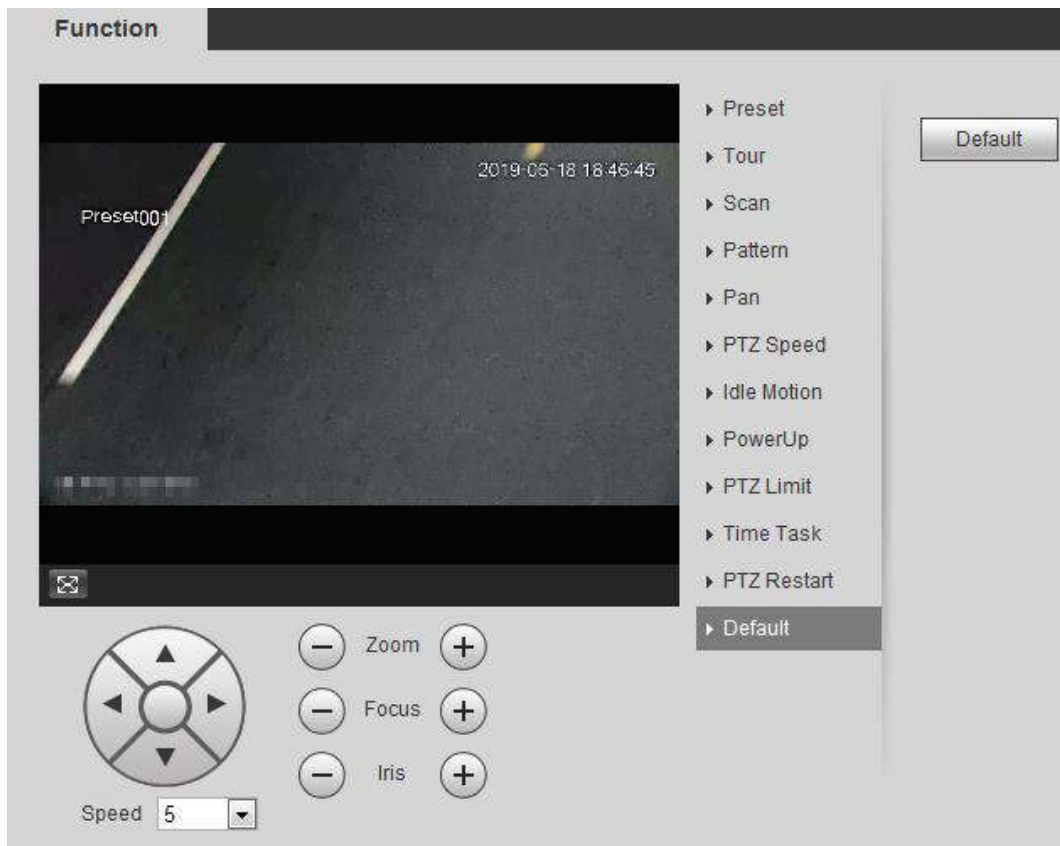 Function
2019-06-18 18:46:45
Preset001
Preset
Tour
Scan
Pattern
Pan
PTZ Speed
Idle Motion
PowerUp
PTZ Limit
Time Task
PTZ Restart
Default
Default
Zoom
Focus
Iris
Speed 5